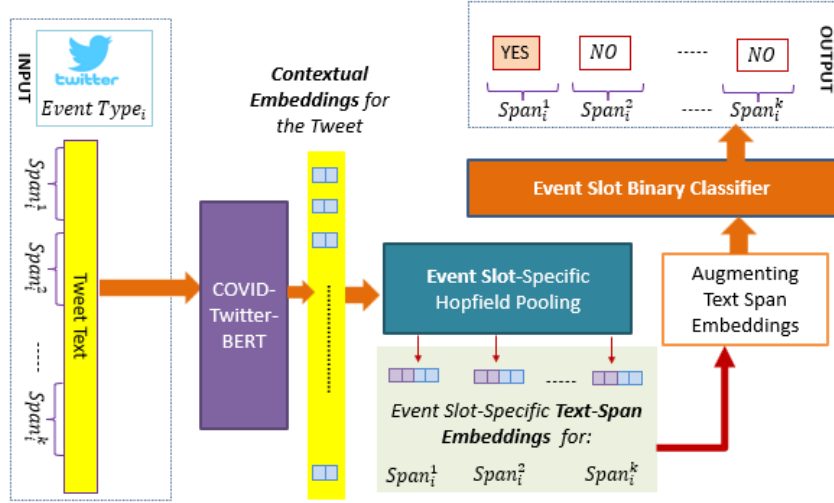 INPUT
twitter
Event Type_i
Span_i^1
Span_i^2
-----
Span_i^k
Tweet Text
COVID-
Twitter-
BERT
Contextual
Embeddings for
the Tweet
Event Slot-Specific
Hopfield Pooling
-----
Event Slot-Specific Text-Span
Embeddings for:
Span_i^1 Span_i^2 Span_i^k
Augmenting
Text Span
Embeddings
Event Slot Binary Classifier
YES NO ----- NO
Span_i^1 Span_i^2 ----- Span_i^k
OUTPUT